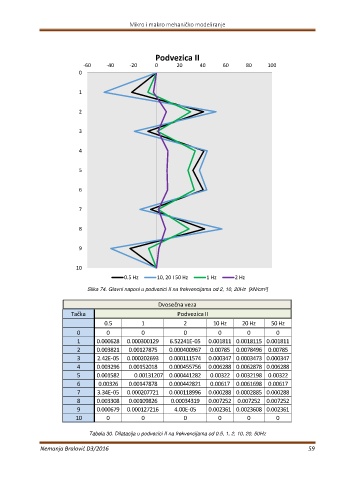 Mikro i makro mehaničko modeliranje
Podvezica II
-60 -40 -20 0 20 40 60 80 100
0
1
2
3
4
5
6
7
8
9
10
0.5 Hz 10, 20 I 50 Hz 1 Hz 2 Hz
Slika 74. Glavni naponi u podvezici II na frekvencijama od 2, 10, 20Hz [kN/cm²]
Dvosečna veza
Tačka Podvezica II
0.5 1 2 10 Hz 20 Hz 50 Hz
0 0 0 0 0 0 0
1 0.000628 0.000300129 6.52241E-05 0.001811 0.0018115 0.001811
2 0.003821 0.00127875 0.000400967 0.00785 0.0078496 0.00785
3 2.42E-05 0.000201693 0.000111574 0.000347 0.0003473 0.000347
4 0.003296 0.00152018 0.000455756 0.006288 0.0062878 0.006288
5 0.001582 0.00131207 0.000441282 0.00322 0.0032198 0.00322
6 0.00326 0.00147878 0.000442821 0.00617 0.0061698 0.00617
7 3.34E-05 0.000207721 0.000118996 0.000288 0.0002885 0.000288
8 0.003308 0.00109826 0.00034319 0.007252 0.007252 0.007252
9 0.000679 0.000127216 4.00E-05 0.002361 0.0023608 0.002361
10 0 0 0 0 0 0
Tabela 30. Dilatacije u podvezici II na frekvencijama od 0.5, 1, 2, 10, 20, 50Hz
Nemanja Bralović D3/2016 59